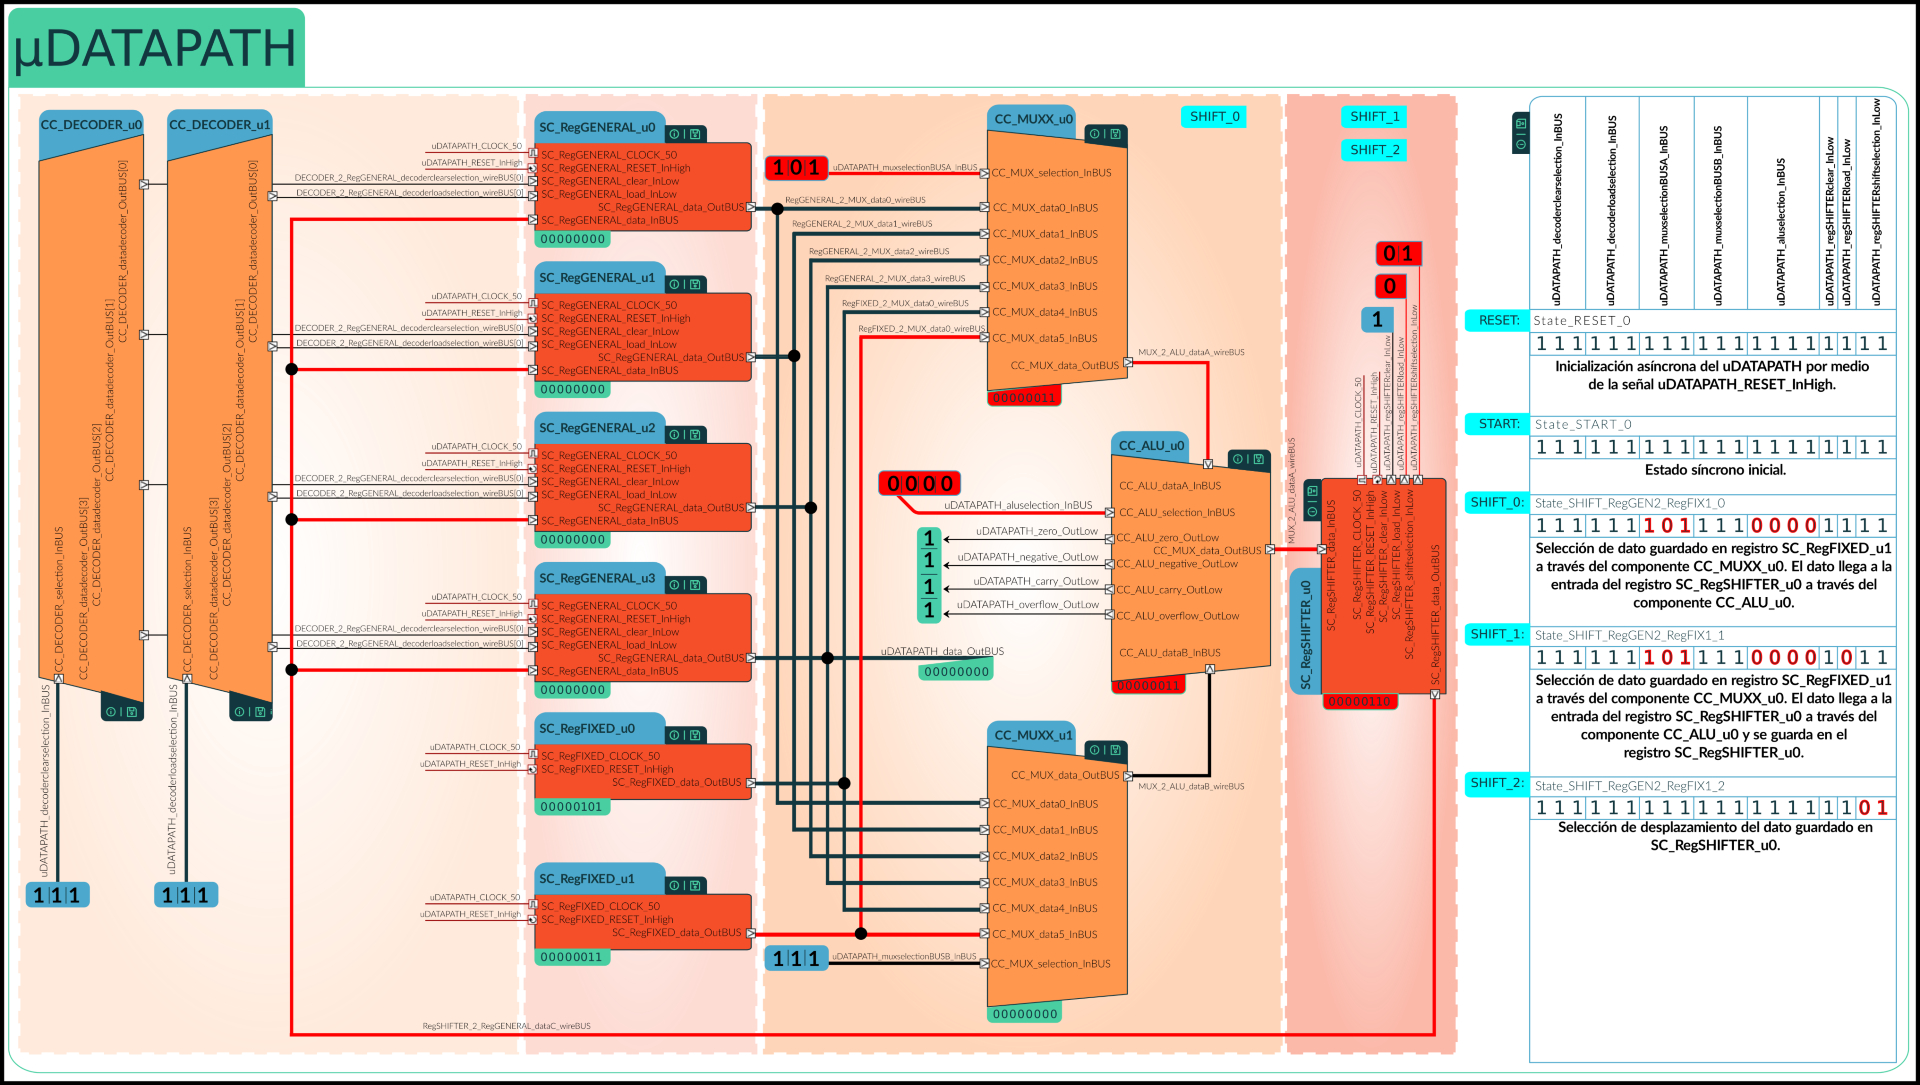 µDATAPATH
CC_DECODER_u0
CC_DECODER_datadecoder_OutBUS[0]
CC_DECODER_datadecoder_OutBUS[1]
CC_DECODER_datadecoder_OutBUS[2]
CC_DECODER_datadecoder_OutBUS[3]
CC_DECODER_selection_InBUS
uDATAPATH_decoderclearselection_InBUS
1 1 1
CC_DECODER_u1
CC_DECODER_datadecoder_OutBUS[0]
CC_DECODER_datadecoder_OutBUS[1]
CC_DECODER_datadecoder_OutBUS[2]
CC_DECODER_datadecoder_OutBUS[3]
CC_DECODER_selection_InBUS
uDATAPATH_decoderloadselection_InBUS
1 1 1
SC_RegGENERAL_u0
uDATAPATH_CLOCK_50
uDATAPATH_RESET_InHigh
DECODER_2_RegGENERAL_decoderclearselection_wireBUS[0]
DECODER_2_RegGENERAL_decoderloadselection_wireBUS[0]
SC_RegGENERAL_CLOCK_50
SC_RegGENERAL_RESET_InHigh
SC_RegGENERAL_clear_InLow
SC_RegGENERAL_load_InLow
SC_RegGENERAL_data_OutBUS
SC_RegGENERAL_data_InBUS
00000000
SC_RegGENERAL_u1
uDATAPATH_CLOCK_50
uDATAPATH_RESET_InHigh
DECODER_2_RegGENERAL_decoderclearselection_wireBUS[0]
DECODER_2_RegGENERAL_decoderloadselection_wireBUS[0]
SC_RegGENERAL_CLOCK_50
SC_RegGENERAL_RESET_InHigh
SC_RegGENERAL_clear_InLow
SC_RegGENERAL_load_InLow
SC_RegGENERAL_data_OutBUS
SC_RegGENERAL_data_InBUS
00000000
SC_RegGENERAL_u2
uDATAPATH_CLOCK_50
uDATAPATH_RESET_InHigh
DECODER_2_RegGENERAL_decoderclearselection_wireBUS[0]
DECODER_2_RegGENERAL_decoderloadselection_wireBUS[0]
SC_RegGENERAL_CLOCK_50
SC_RegGENERAL_RESET_InHigh
SC_RegGENERAL_clear_InLow
SC_RegGENERAL_load_InLow
SC_RegGENERAL_data_OutBUS
SC_RegGENERAL_data_InBUS
00000000
SC_RegGENERAL_u3
uDATAPATH_CLOCK_50
uDATAPATH_RESET_InHigh
DECODER_2_RegGENERAL_decoderclearselection_wireBUS[0]
DECODER_2_RegGENERAL_decoderloadselection_wireBUS[0]
SC_RegGENERAL_CLOCK_50
SC_RegGENERAL_RESET_InHigh
SC_RegGENERAL_clear_InLow
SC_RegGENERAL_load_InLow
SC_RegGENERAL_data_OutBUS
SC_RegGENERAL_data_InBUS
00000000
SC_RegFIXED_u0
uDATAPATH_CLOCK_50
uDATAPATH_RESET_InHigh
SC_RegFIXED_CLOCK_50
SC_RegFIXED_RESET_InHigh
SC_RegFIXED_data_OutBUS
00000101
SC_RegFIXED_u1
uDATAPATH_CLOCK_50
uDATAPATH_RESET_InHigh
SC_RegFIXED_CLOCK_50
SC_RegFIXED_RESET_InHigh
SC_RegFIXED_data_OutBUS
00000011
RegSHIFTER_2_RegGENERAL_dataC_wireBUS
SHIFT_0
CC_MUXX_u0
1 0 1
uDATAPATH_muxselectionBUSA_InBUS
RegGENERAL_2_MUX_data0_wireBUS
RegGENERAL_2_MUX_data1_wireBUS
RegGENERAL_2_MUX_data2_wireBUS
RegGENERAL_2_MUX_data3_wireBUS
RegFIXED_2_MUX_data0_wireBUS
RegFIXED_2_MUX_data0_wireBUS
CC_MUX_selection_InBUS
CC_MUX_data0_InBUS
CC_MUX_data1_InBUS
CC_MUX_data2_InBUS
CC_MUX_data3_InBUS
CC_MUX_data4_InBUS
CC_MUX_data5_InBUS
CC_MUX_data_OutBUS
00000011
MUX_2_ALU_dataA_wireBUS
CC_ALU_u0
0 0 0 0
uDATAPATH_aluselection_InBUS
uDATAPATH_zero_OutLow
uDATAPATH_negative_OutLow
uDATAPATH_carry_OutLow
uDATAPATH_overflow_OutLow
1
1
1
1
CC_ALU_dataA_InBUS
CC_ALU_selection_InBUS
CC_ALU_zero_OutLow
CC_MUX_data_OutBUS
CC_ALU_negative_OutLow
CC_ALU_carry_OutLow
CC_ALU_overflow_OutLow
CC_ALU_dataB_InBUS
00000011
uDATAPATH_data_OutBUS
00000000
CC_MUXX_u1
CC_MUX_data_OutBUS
CC_MUX_data0_InBUS
CC_MUX_data1_InBUS
CC_MUX_data2_InBUS
CC_MUX_data3_InBUS
CC_MUX_data4_InBUS
CC_MUX_data5_InBUS
CC_MUX_selection_InBUS
00000000
1 1 1
uDATAPATH_muxselectionBUSB_InBUS
MUX_2_ALU_dataB_wireBUS
SHIFT_1
SHIFT_2
0 1
0
1
uDATAPATH_CLOCK_50
uDATAPATH_RESET_InHigh
uDATAPATH_regSHIFTERclear_InLow
uDATAPATH_regSHIFTERload_InLow
uDATAPATH_regSHIFTERshiftselection_InLow
MUX_2_ALU_dataA_wireBUS
SC_RegSHIFTER_u0
SC_RegSHIFTER_data_InBUS
SC_RegSHIFTER_CLOCK_50
SC_RegSHIFTER_RESET_InHigh
SC_RegSHIFTER_clear_InLow
SC_RegSHIFTER_load_InLow
SC_RegSHIFTER_shiftselection_InLow
SC_RegSHIFTER_data_OutBUS
00000110
uDATAPATH_decoderclearselection_InBUS
uDATAPATH_decoderloadselection_InBUS
uDATAPATH_muxselectionBUSA_InBUS
uDATAPATH_muxselectionBUSB_InBUS
uDATAPATH_aluselection_InBUS
uDATAPATH_regSHIFTERclear_InLow
uDATAPATH_regSHIFTERload_InLow
uDATAPATH_regSHIFTERshiftselection_InLow
RESET: State_RESET_0
1 1 1 1 1 1 1 1 1 1 1 1 1 1 1 1 1 1 1 1
Inicialización asíncrona del uDATAPATH por medio
de la señal uDATAPATH_RESET_InHigh.
START: State_START_0
1 1 1 1 1 1 1 1 1 1 1 1 1 1 1 1 1 1 1 1
Estado síncrono inicial.
SHIFT_0: State_SHIFT_RegGEN2_RegFIX1_0
1 1 1 1 1 1 1 0 1 1 1 1 0 0 0 0 1 1 1 1
Selección de dato guardado en registro SC_RegFIXED_u1
a través del componente CC_MUXX_u0. El dato llega a la
entrada del registro SC_RegSHIFTER_u0 a través del
componente CC_ALU_u0.
SHIFT_1: State_SHIFT_RegGEN2_RegFIX1_1
1 1 1 1 1 1 1 0 1 1 1 1 0 0 0 0 1 0 1 1
Selección de dato guardado en registro SC_RegFIXED_u1
a través del componente CC_MUXX_u0. El dato llega a la
entrada del registro SC_RegSHIFTER_u0 a través del
componente CC_ALU_u0 y se guarda en el
registro SC_RegSHIFTER_u0.
SHIFT_2: State_SHIFT_RegGEN2_RegFIX1_2
1 1 1 1 1 1 1 1 1 1 1 1 1 1 1 1 1 1 0 1
Selección de desplazamiento del dato guardado en
SC_RegSHIFTER_u0.